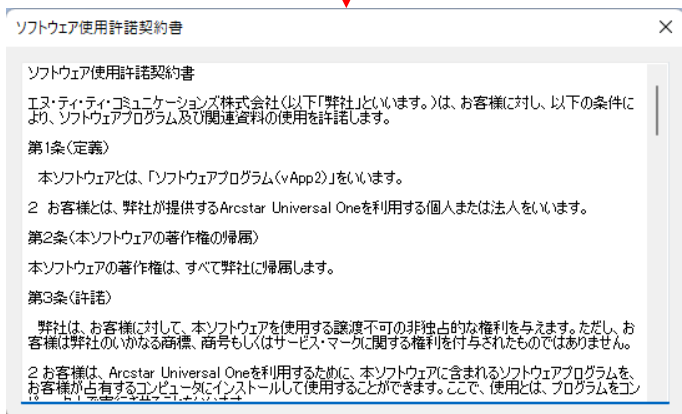 ソフトウェア使用許諾契約書
ソフトウェア使用許諾契約書
エヌ・ティ・ティ・コミュニケーションズ株式会社(以下「弊社」といいます。)は、お客様に対し、以下の条件に
より、ソフトウェアプログラム及び関連資料の使用を許諾します。
第1条(定義)
本ソフトウェアとは、「ソフトウェアプログラム(vApp2)」をいいます。
2 お客様とは、弊社が提供するArcstar Universal Oneを利用する個人または法人をいいます。
第2条(本ソフトウェアの著作権の帰属)
本ソフトウェアの著作権は、すべて弊社に帰属します。
第3条(許諾)
弊社は、お客様に対して、本ソフトウェアを使用する譲渡不可の非独占的な権利を与えます。ただし、お
客様は弊社のいかなる商標、商号もしくはサービス・マークに関する権利を付与されたものではありません。
2 お客様は、Arcstar Universal Oneを利用するために、本ソフトウェアに含まれるソフトウェアプログラムを、
お客様が占有するコンピュータにインストールして使用することができます。ここで、使用とは、プログラムをコン